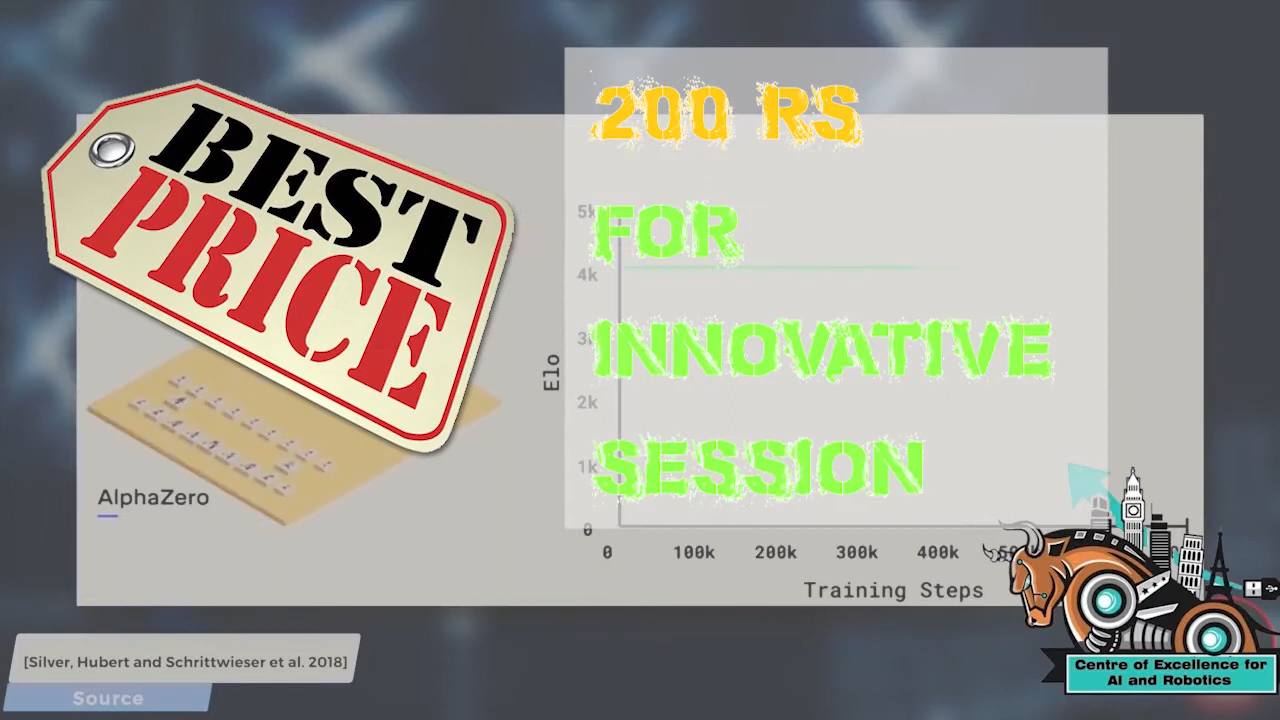 BEST
PRICE
200 RS
FOR
INNOVATIVE
SESSION
5k
4k
3k
2k
1k
0
Elo
0
100k
200k
300k
400k
Training Steps
AlphaZero
[Silver, Hubert and Schrittwieser et al. 2018]
Source
Centre of Excellence for
AI and Robotics